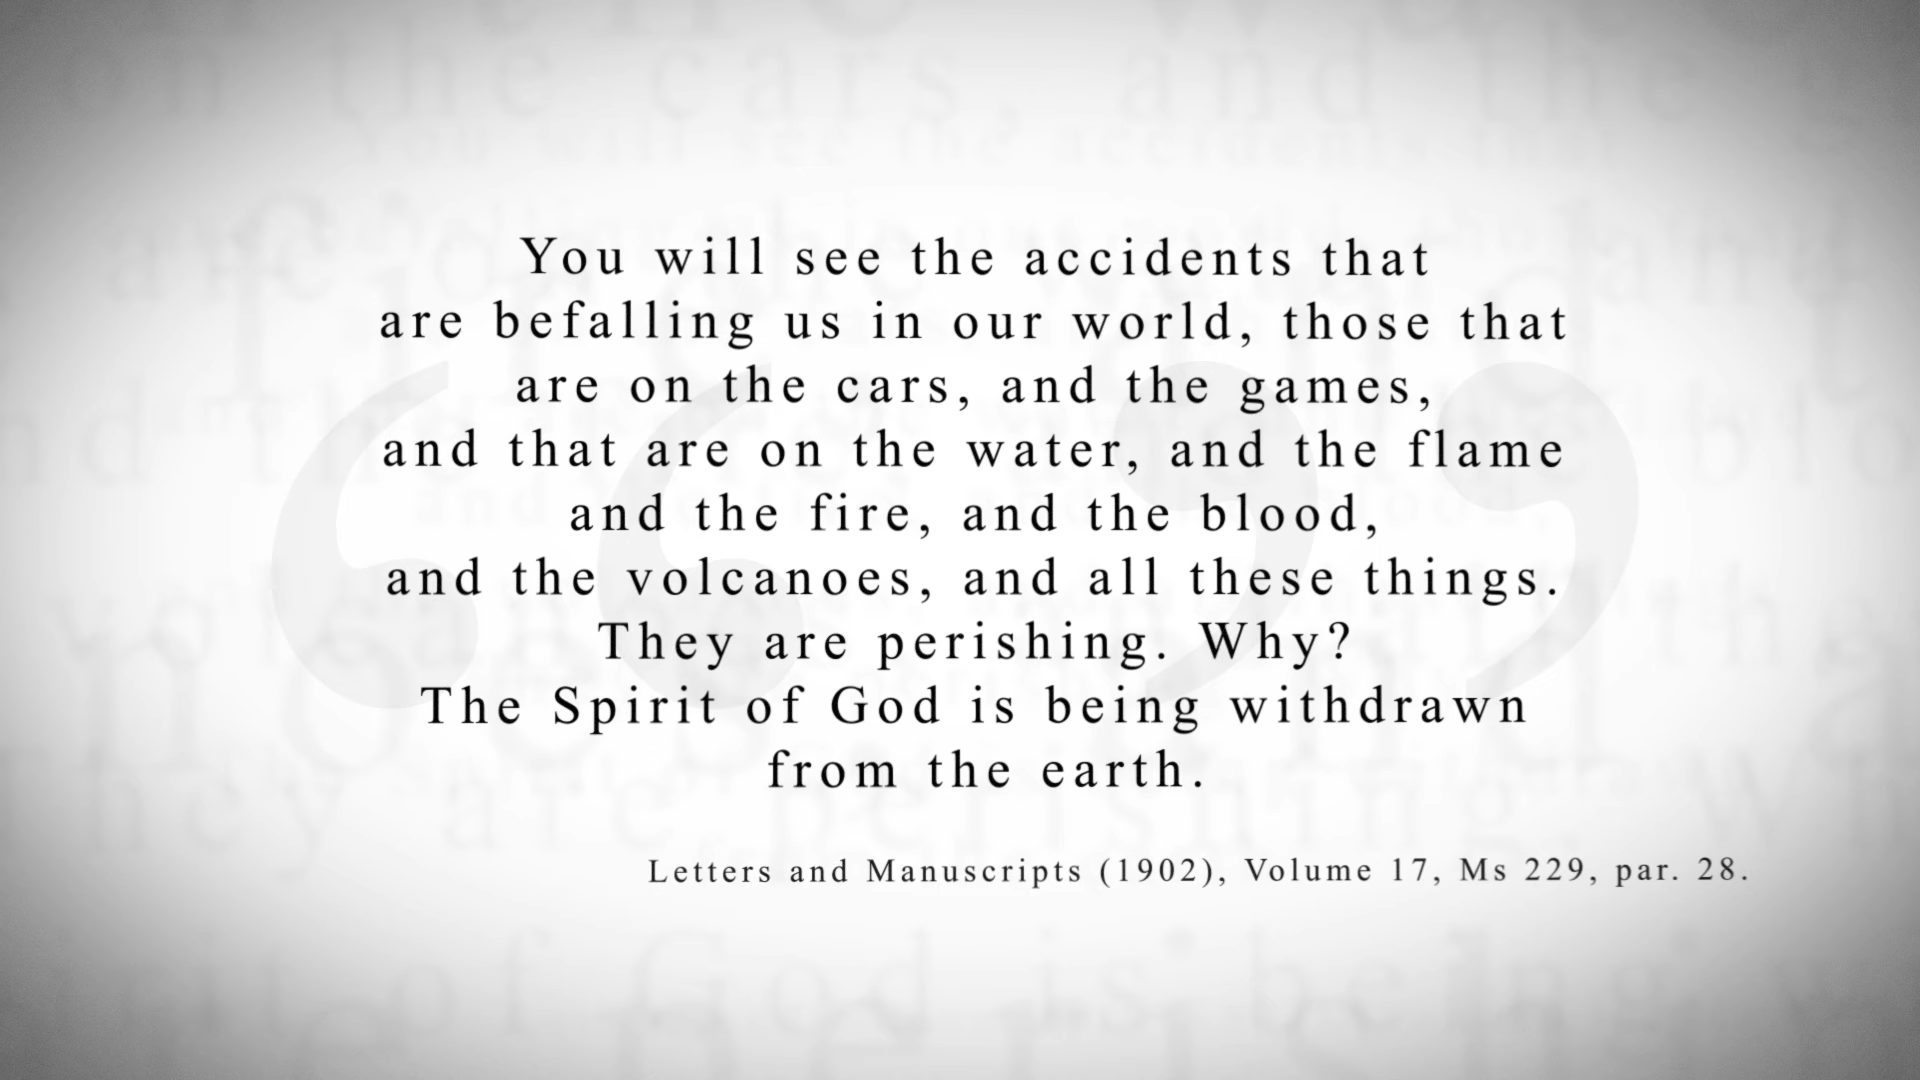 You will see the accidents that
are befalling us in our world, those that
are on the cars, and the games,
and that are on the water, and the flame
and the fire, and the blood,
and the volcanoes, and all these things.
They are perishing. Why?
The Spirit of God is being withdrawn
from the earth.
Letters and Manuscripts (1902), Volume 17, Ms 229, par. 28.